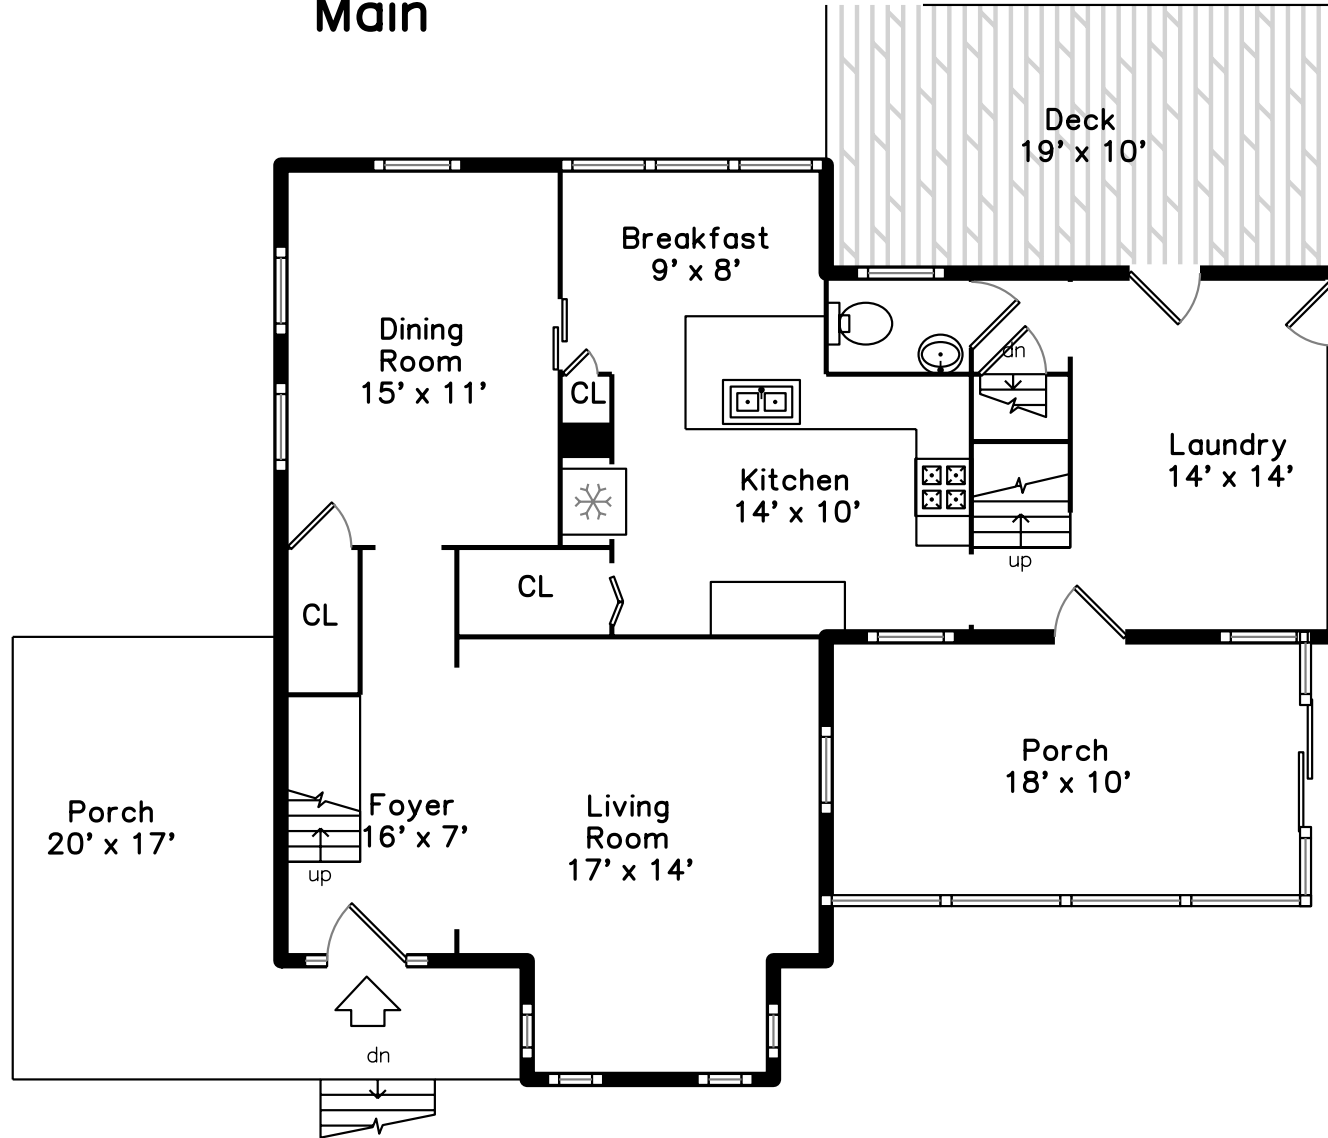 Main
Deck
19' x 10'
Breakfast
9' x 8'
Dining
Room
15' x 11'
dn
CL
Laundry
14' x 14'
Kitchen
14' x 10'
up
CL
CL
Porch
18' x 10'
Porch
20' x 17'
Foyer
16' x 7'
Living
Room
17' x 14'
up
dn